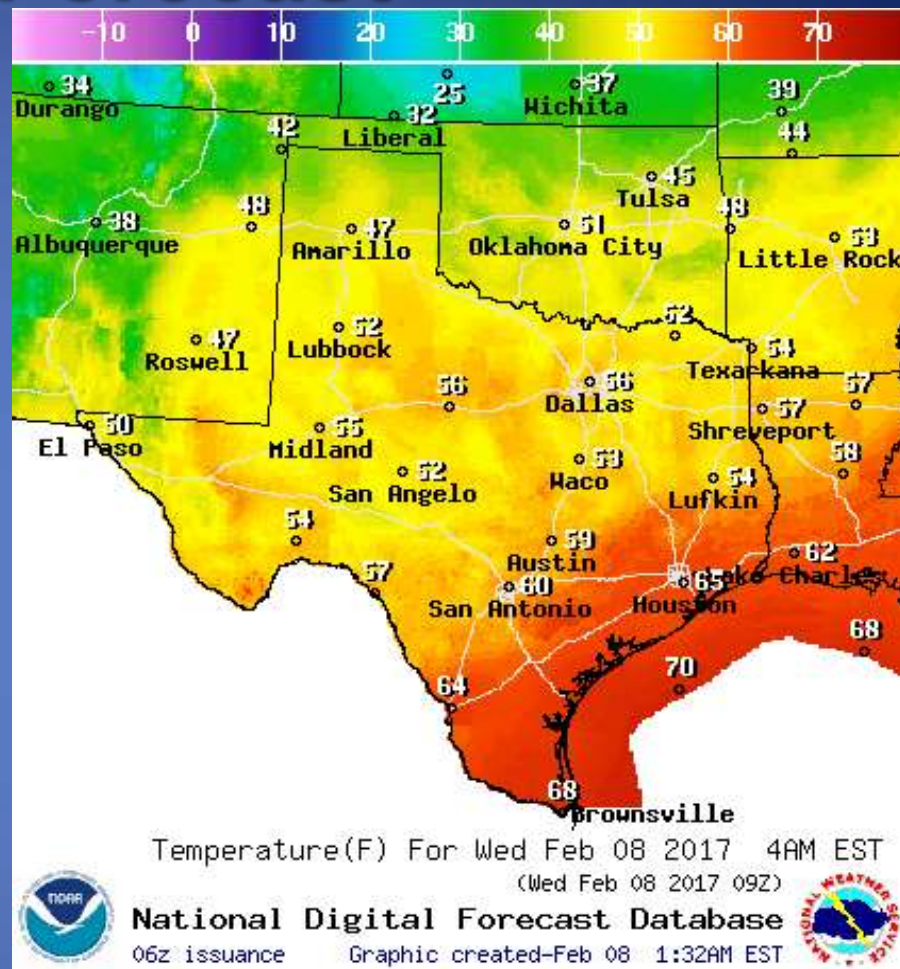 -10 0 10 20 30 40 50 60 70
34 25 37 39
Durango Wichita
32
Liberal
42 44
45
Tulsa
38 48 47 51 48 53
Albuquerque Amarillo Oklahoma City Little Rock
47 52 52 54
Roswell Lubbock Texarkana
56 56 57 57
Dallas Shreveport
50 55
El Paso Midland
52 53 54 58
San Angelo Waco Lufkin
54 59 62
Austin
57 60 65 Lake Charles
San Antonio Houston
68
64 70
68
Brownsville
Temperature(F) For Wed Feb 08 2017 4AM EST
(Wed Feb 08 2017 09Z)
NOAA
National Digital Forecast Database
06z issuance Graphic created-Feb 08 1:32AM EST
NATIONAL WEATHER SERVICE